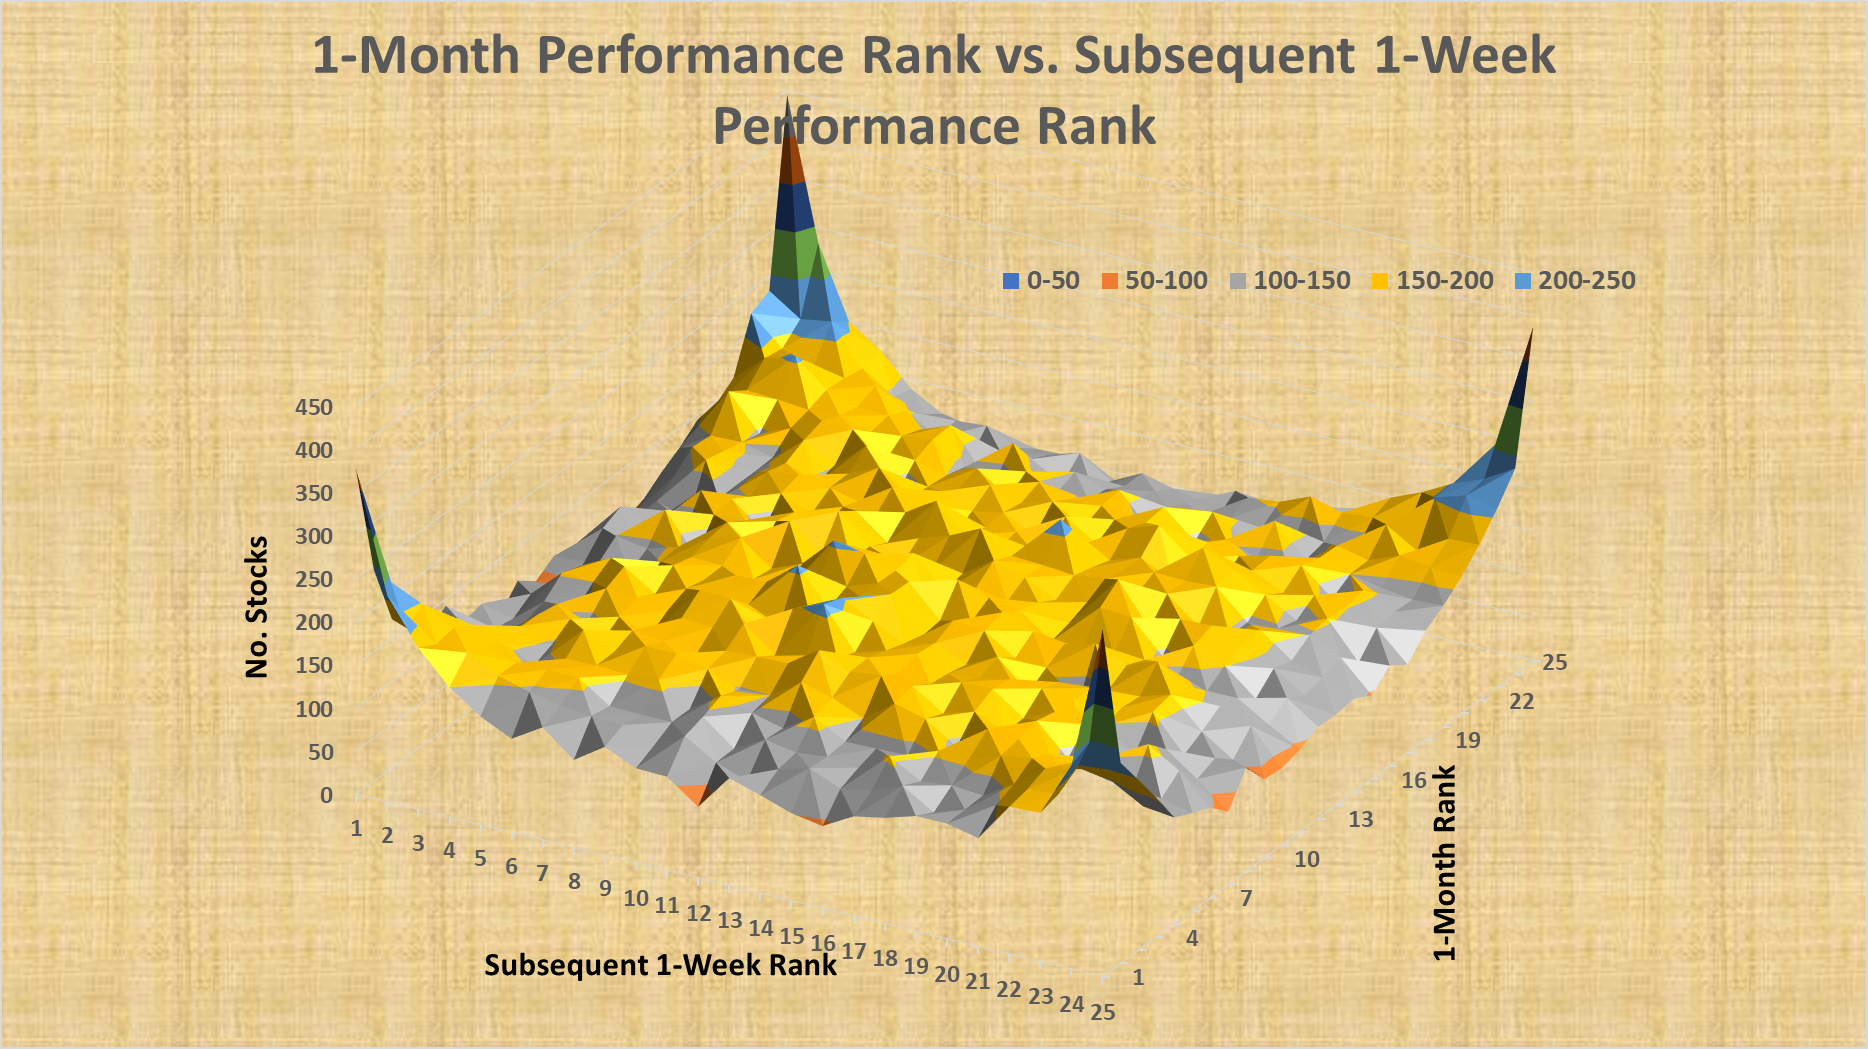 1-Month Performance Rank vs. Subsequent 1-Week
Performance Rank
0-50 50-100 100-150 150-200 200-250
450
400
350
300
250
200
150
100
50
0
No. Stocks
1 2 3 4 5 6 7 8 9 10 11 12 13 14 15 16 17 18 19 20 21 22 23 24 25
Subsequent 1-Week Rank
25
22
19
16
13
10
7
4
1
1-Month Rank